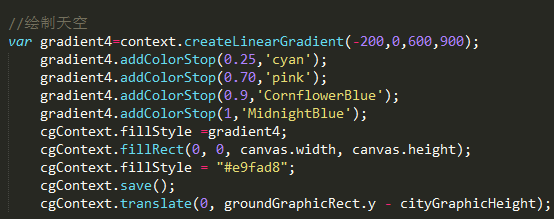 //绘制天空
var gradient4=context.createLinearGradient(-200,0,600,900);
gradient4.addColorStop(0.25,'cyan');
gradient4.addColorStop(0.70,'pink');
gradient4.addColorStop(0.9,'CornflowerBlue');
gradient4.addColorStop(1,'MidnightBlue');
cgContext.fillStyle =gradient4;
cgContext.fillRect(0, 0, canvas.width, canvas.height);
cgContext.fillStyle = "#e9fad8";
cgContext.save();
cgContext.translate(0, groundGraphicRect.y - cityGraphicHeight);